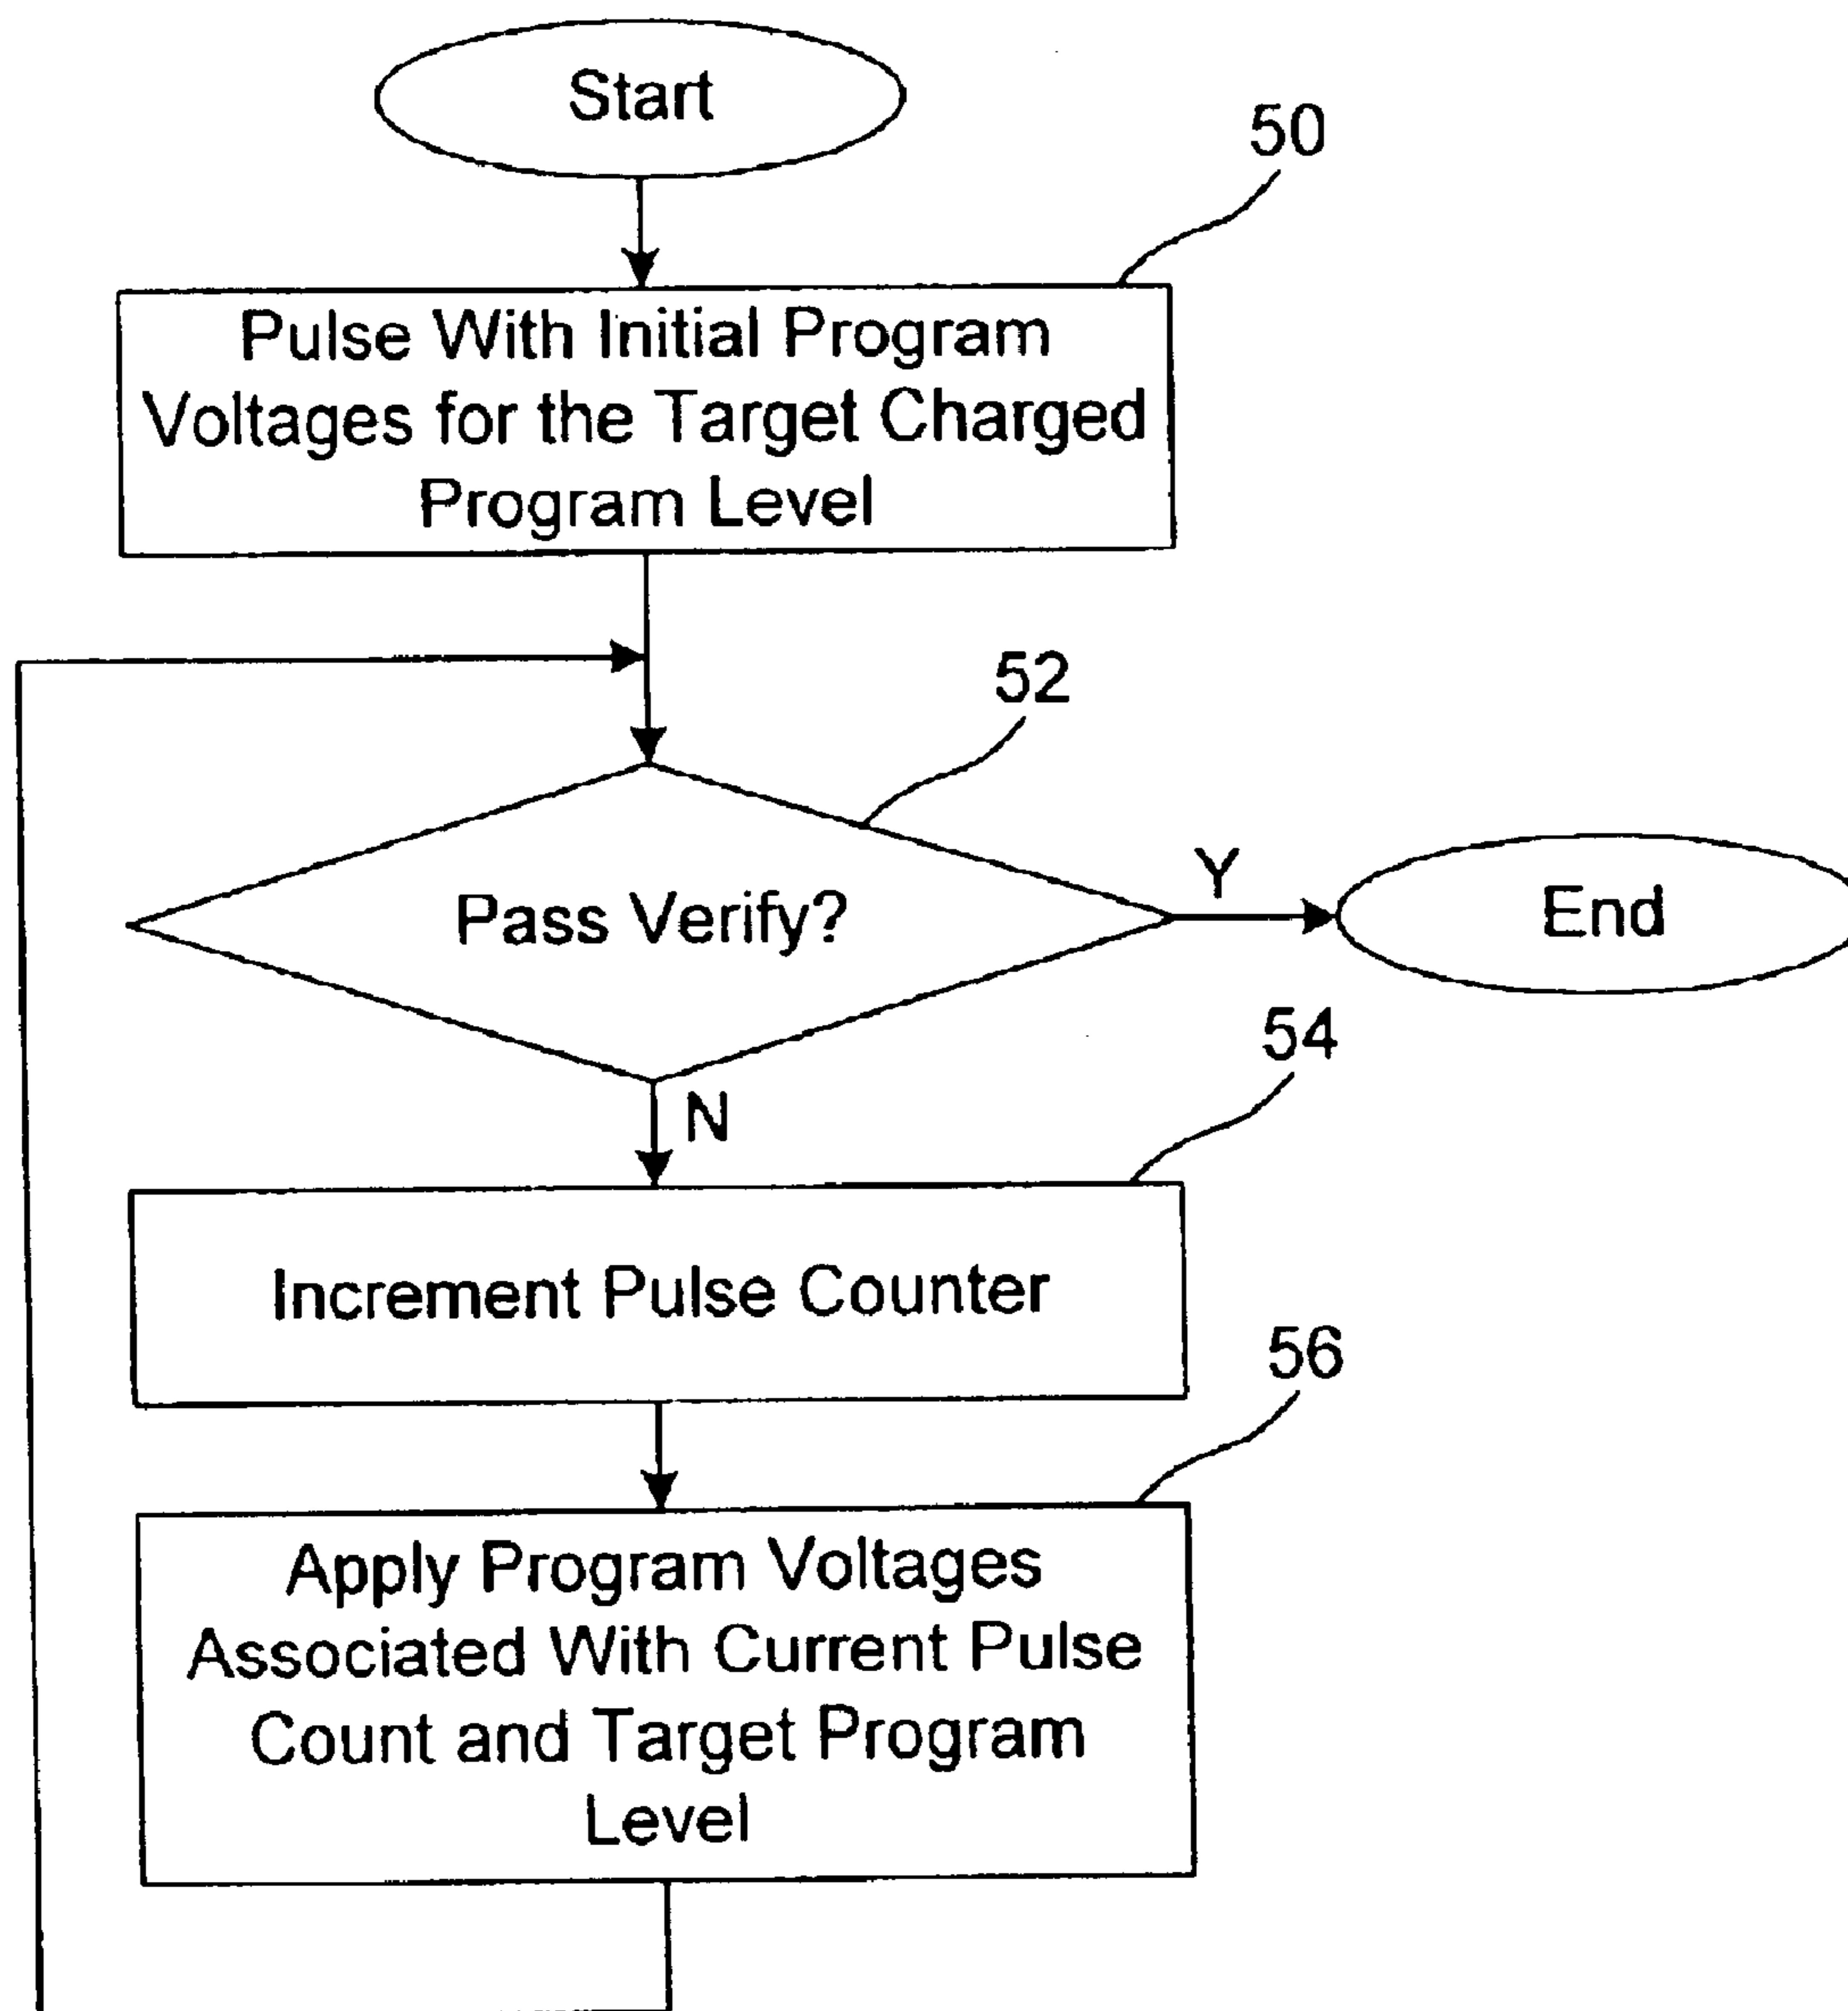 Start
50
Pulse With Initial Program
Voltages for the Target Charged
Program Level
52
Pass Verify?
Y
End
N
54
Increment Pulse Counter
56
Apply Program Voltages
Associated With Current Pulse
Count and Target Program
Level